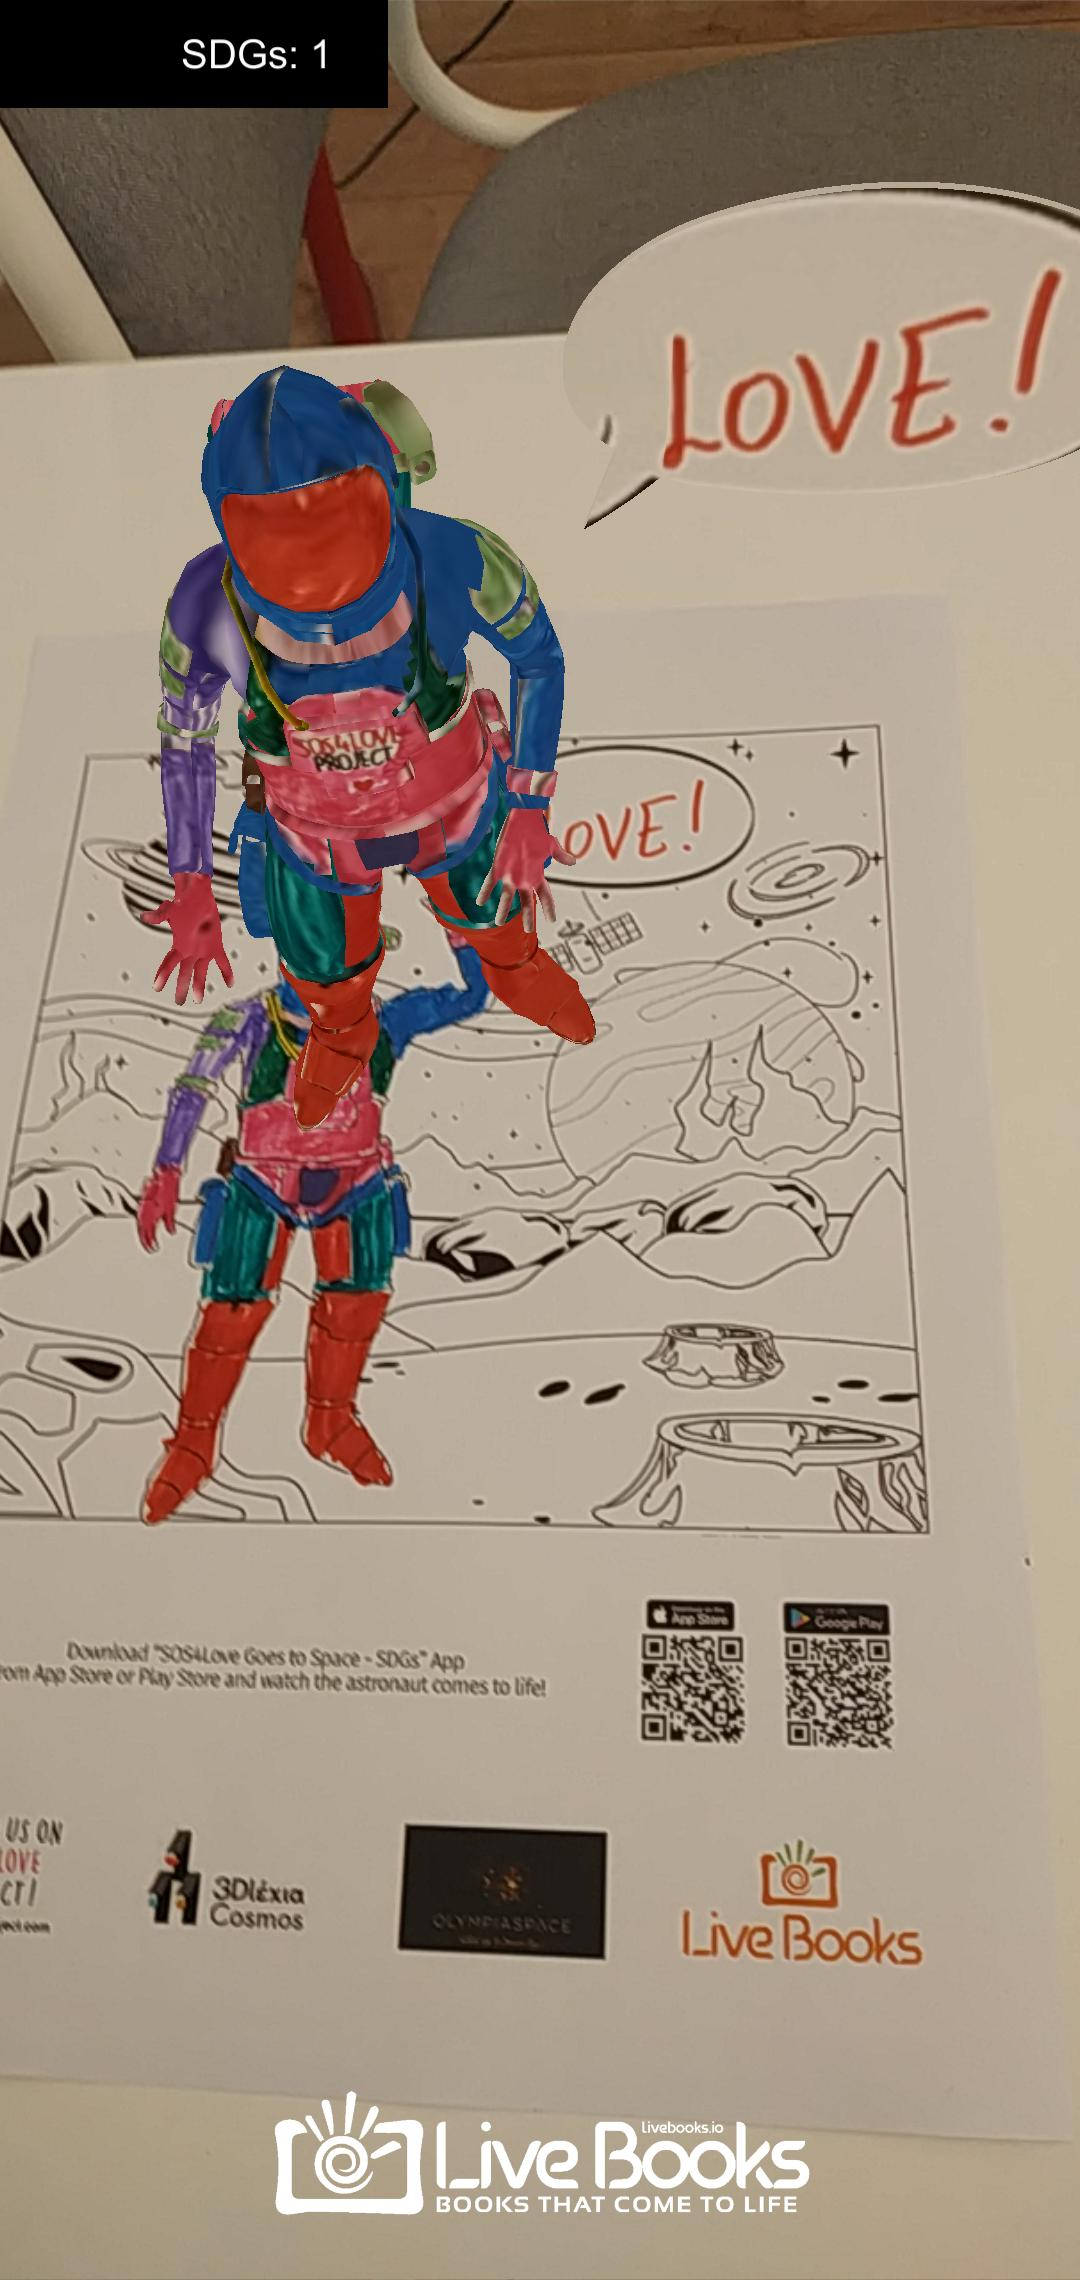 SDGs: 1
LOVE!
SOS4LOVE
PROJECT
OVE!
App Store
Google Play
Download "SOS4Love Goes to Space - SDGs" App
rom App Store or Play Store and watch the astronaut comes to life!
US ON
LOVE
CT!
ject.com
3Dléxia
Cosmos
OLYMPIASPACE
Live Books
livebooks.io
Live Books
BOOKS THAT COME TO LIFE